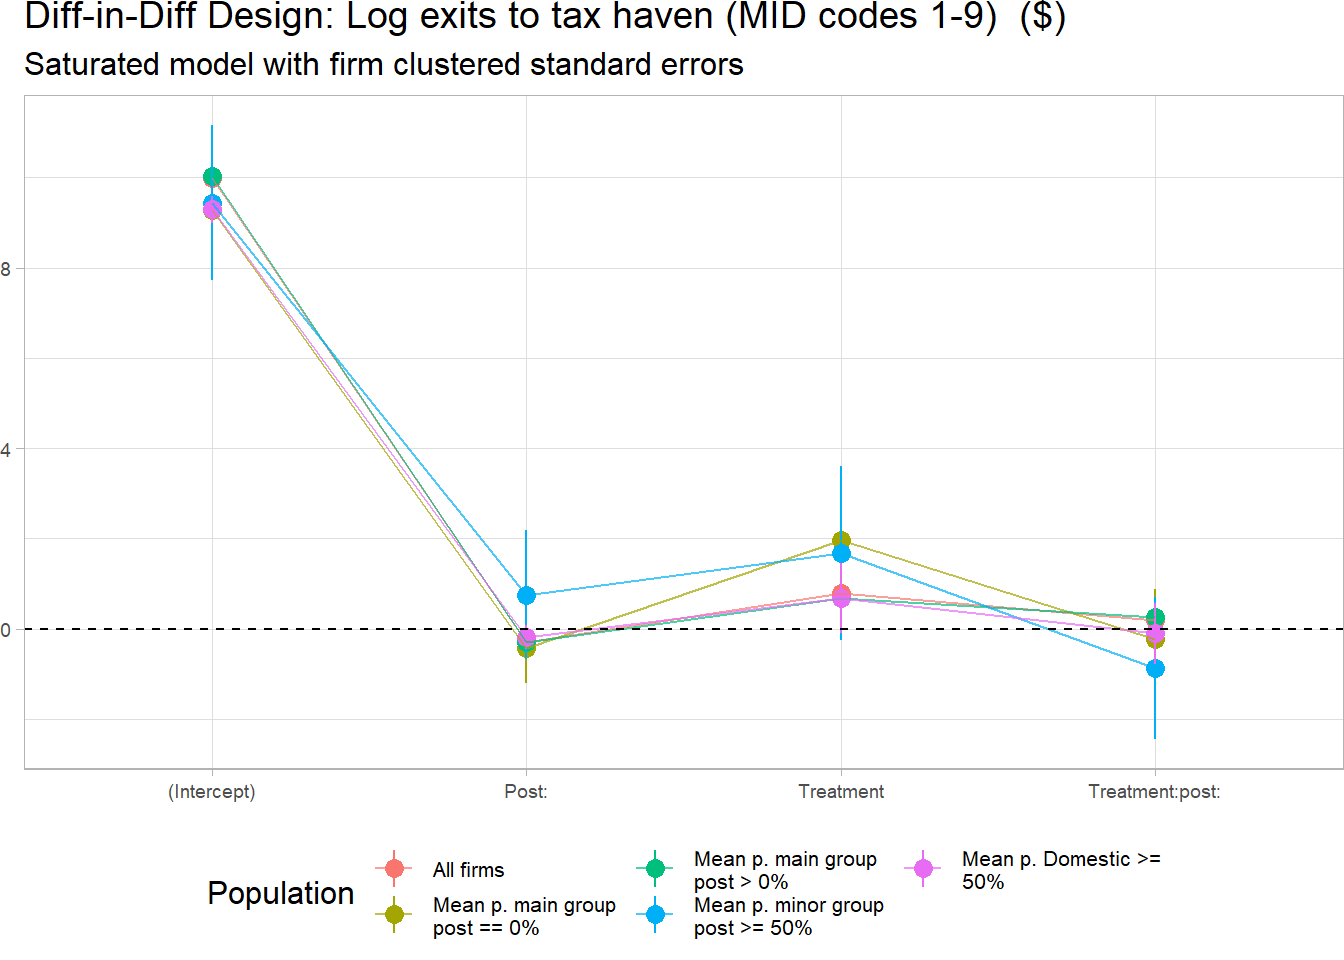 Diff-in-Diff Design: Log exits to tax haven (MID codes 1-9)  ($)
Saturated model with firm clustered standard errors
8
4
0
(Intercept)
Post:
Treatment
Treatment:post:
Population
All firms
Mean p. main group
post == 0%
Mean p. main group
post > 0%
Mean p. minor group
post >= 50%
Mean p. Domestic >=
50%